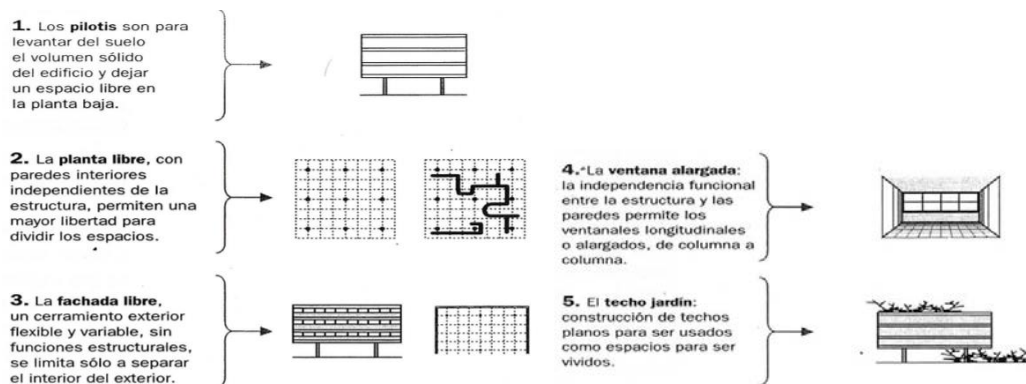 1. Los pilotis son para
levantar del suelo
el volumen sólido
del edificio y dejar
un espacio libre en
la planta baja.
2. La planta libre, con
paredes interiores
independientes de la
estructura, permiten una
mayor libertad para
dividir los espacios.
3. La fachada libre,
un cerramiento exterior
flexible y variable, sin
funciones estructurales,
se limita sólo a separar
el interior del exterior.
4. La ventana alargada:
la independencia funcional
entre la estructura y las
paredes permite los
ventanales longitudinales
o alargados, de columna a
columna.
5. El techo jardín:
construcción de techos
planos para ser usados
como espacios para ser
vividos.